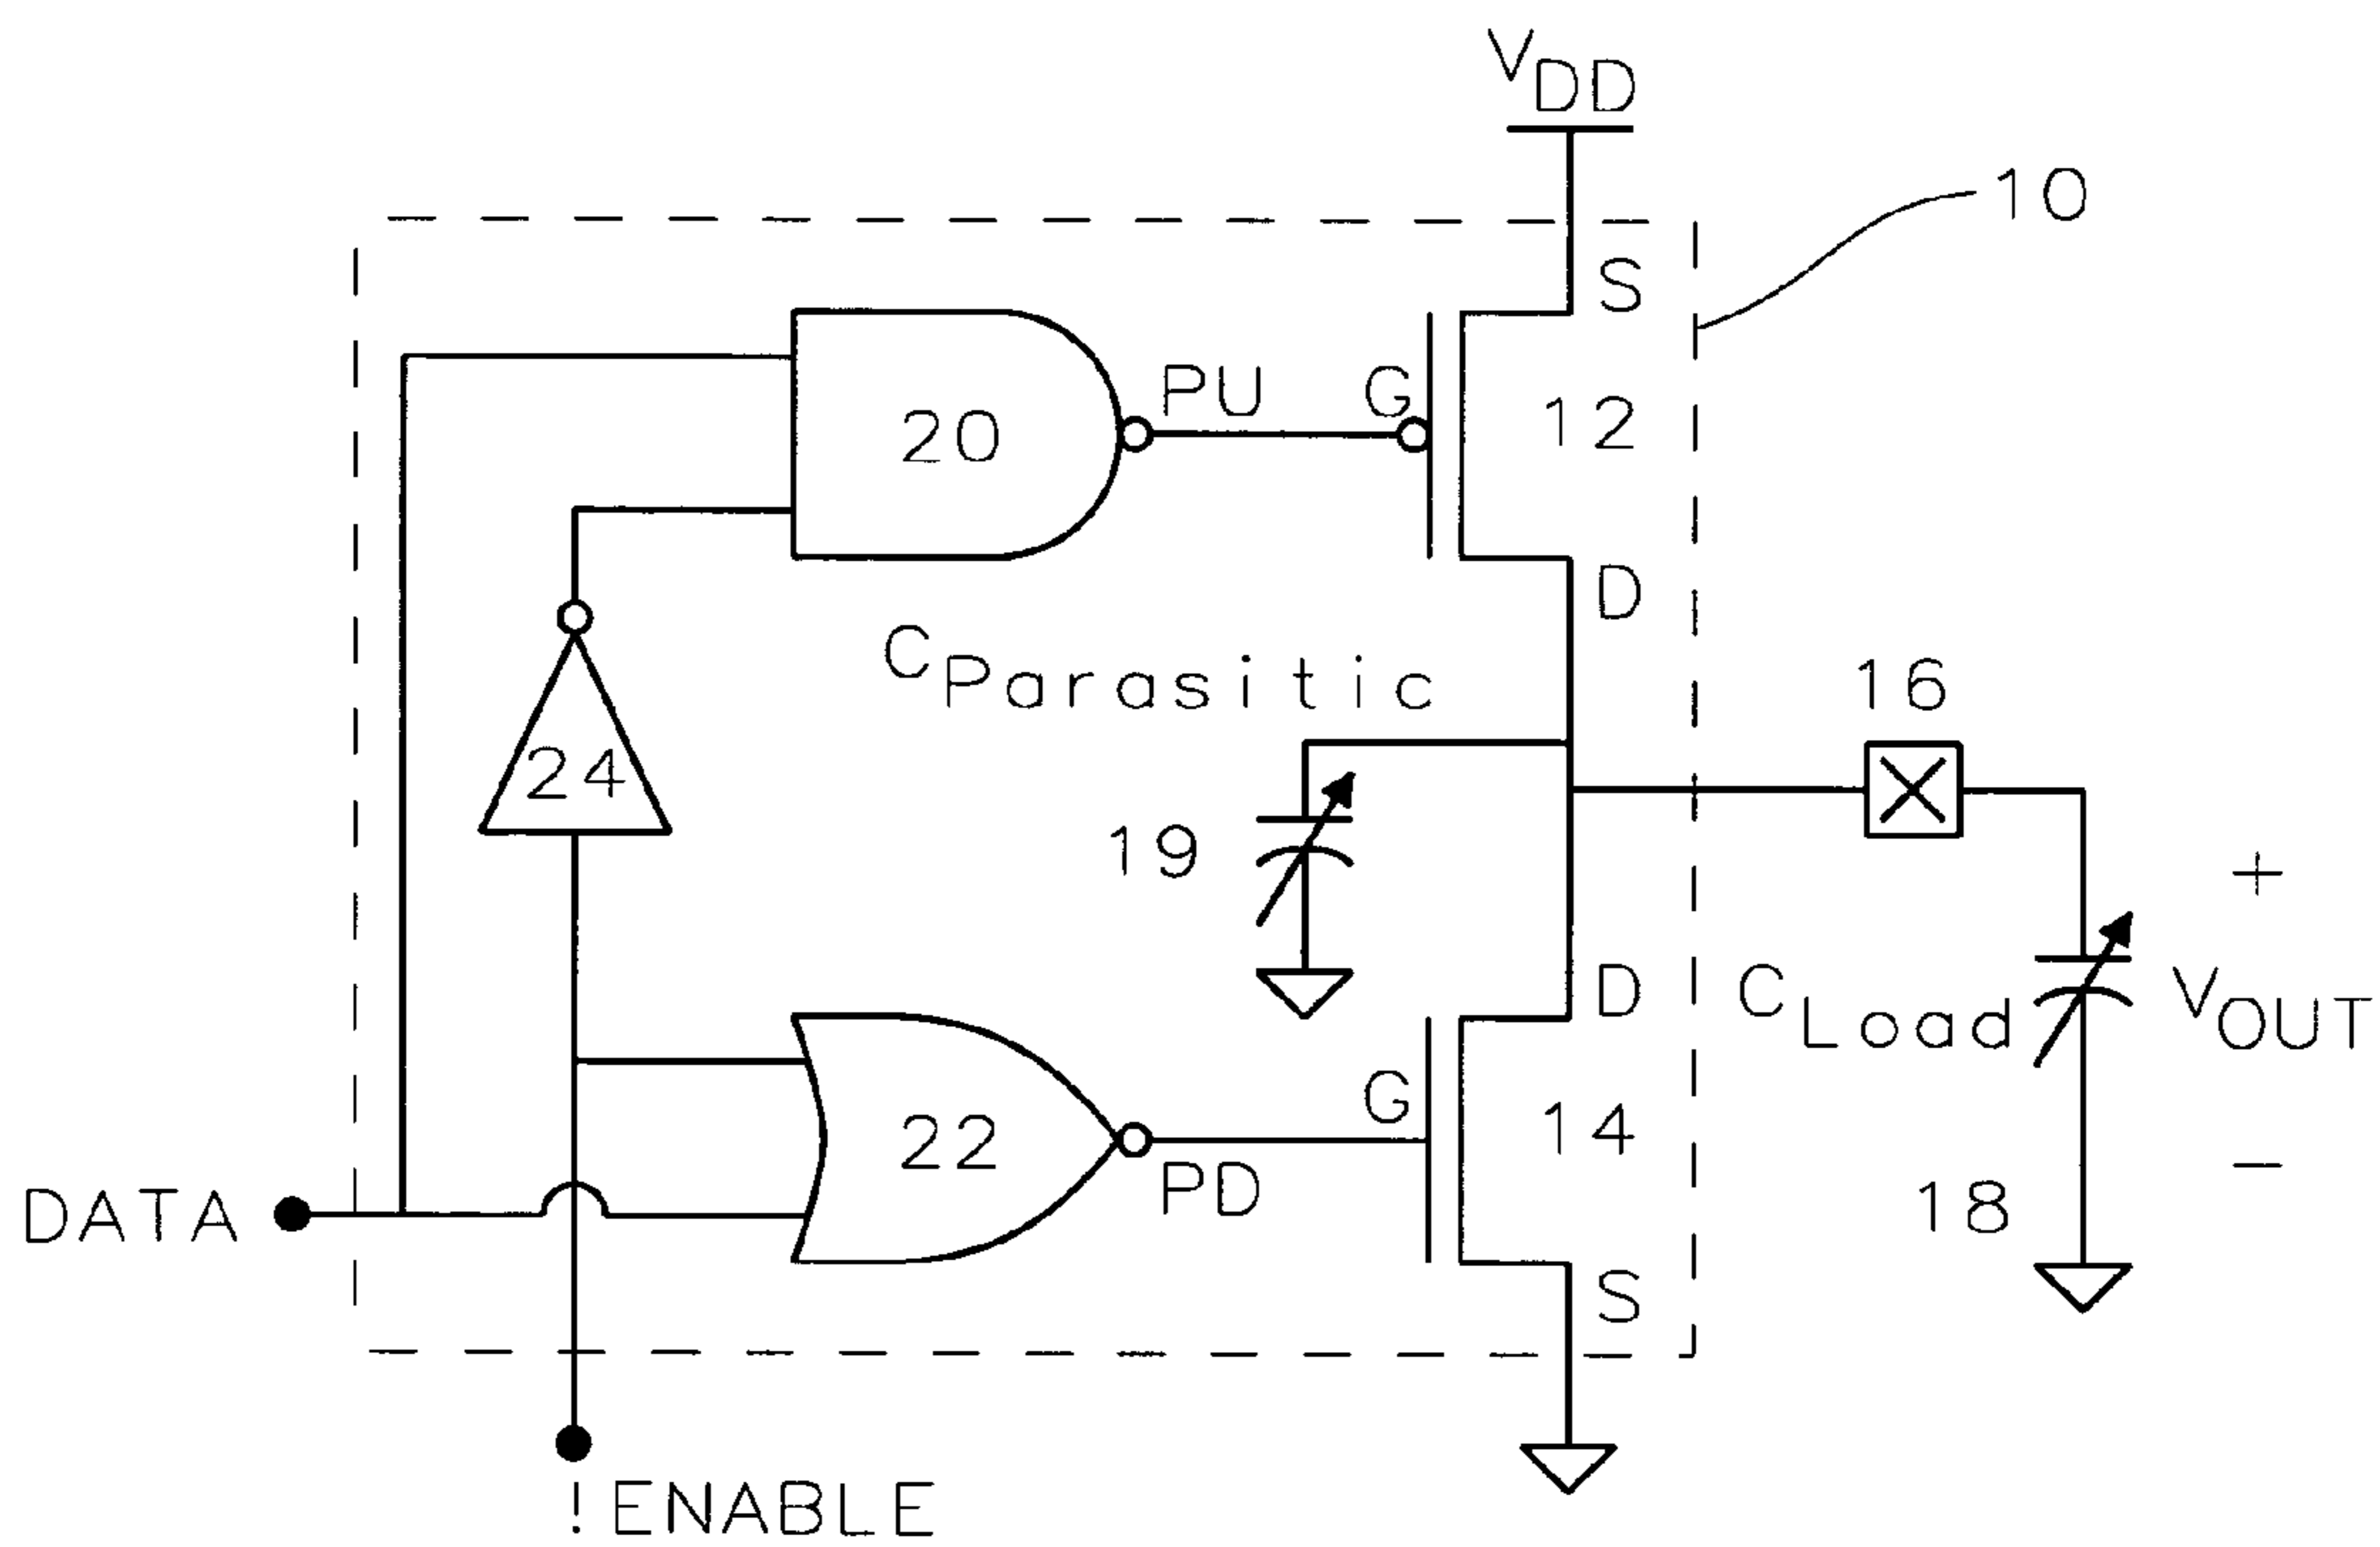 VDD
10
S
PU
G
12
20
D
CParasitic
16
24
19
+
D
CLoad
VOUT
G
14
22
PD
DATA
–
18
S
!ENABLE